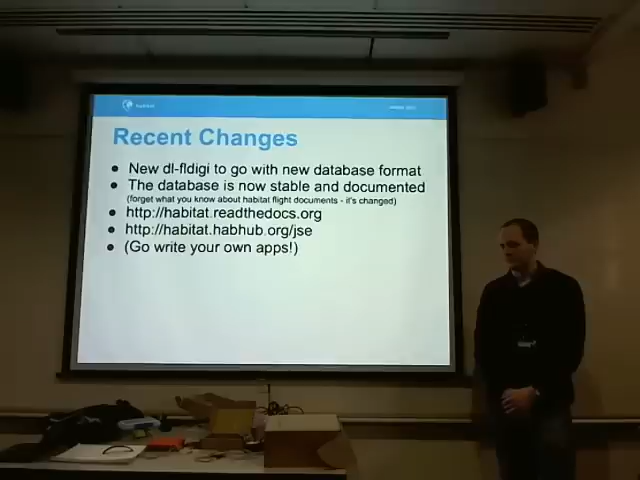 habitat
Recent Changes
• New dl-fldigi to go with new database format
• The database is now stable and documented
(forget what you know about habitat flight documents - it's changed)
• http://habitat.readthedocs.org
• http://habitat.habhub.org/jse
• (Go write your own apps!)